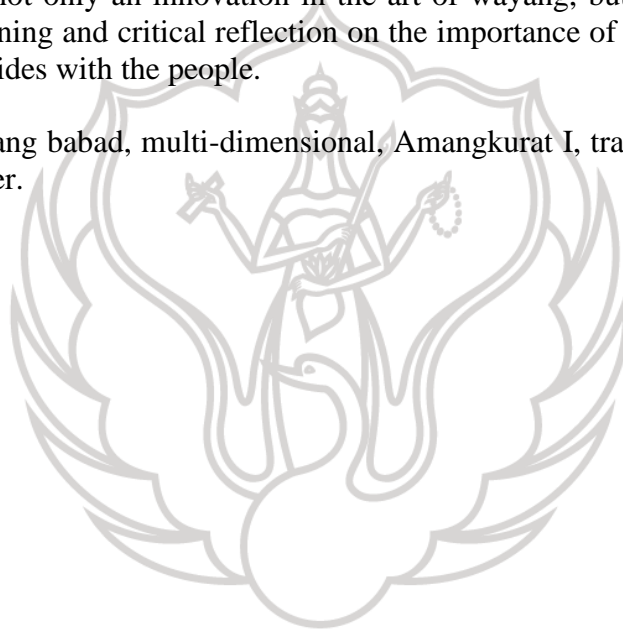 not only an innovation in the art of wayang, but
ning and critical reflection on the importance of
ides with the people.
ang babad, multi-dimensional, Amangkurat I, tra
er.